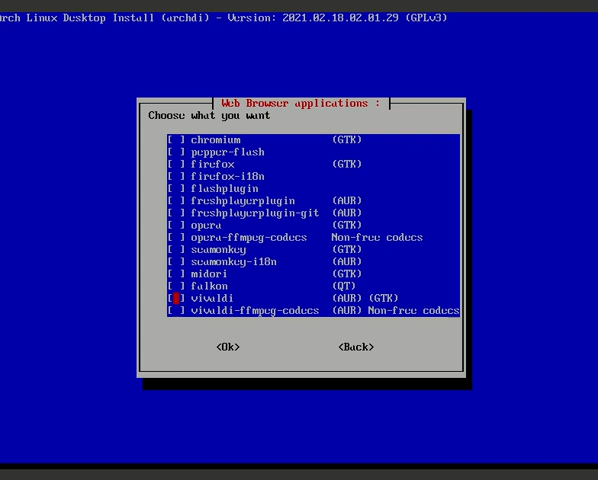 urch Linux Desktop Install (archdi) - Version: 2021.02.18.02.01.29 (GPLv3)
Web Browser applications :
Choose what you want
[ ] chromium (GTK)
[ ] pepper-flash
[ ] firefox (GTK)
[ ] firefox-i18n
[ ] flashplugin
[ ] freshplayerplugin (AUR)
[ ] freshplayerplugin-git (AUR)
[ ] opera (GTK)
[ ] opera-ffmpeg-codecs Non-free codecs
[ ] seamonkey (GTK)
[ ] seamonkey-i18n (AUR)
[ ] midori (GTK)
[ ] falkon (QT)
[ ] vivaldi (AUR) (GTK)
[ ] vivaldi-ffmpeg-codecs (AUR) Non-free codecs
<Ok> <Back>